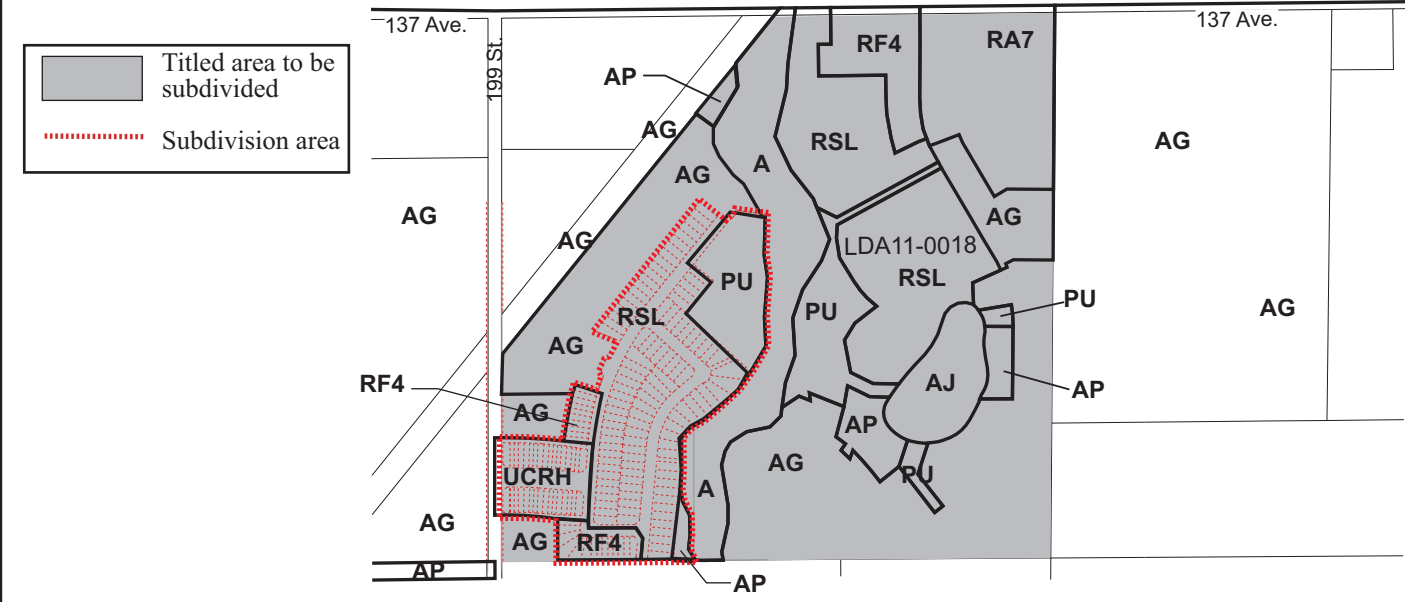 Titled area to be
subdivided
Subdivision area
137 Ave.
137 Ave.
199 St.
RF4
RA7
AP
AG
RSL
AG
A
AG
AG
AG
AG
LDA11-0018
RSL
PU
PU
PU
RSL
AG
AG
RF4
AJ
AP
AG
AP
AG
UCRH
PU
A
AG
AG
RF4
AP
AP